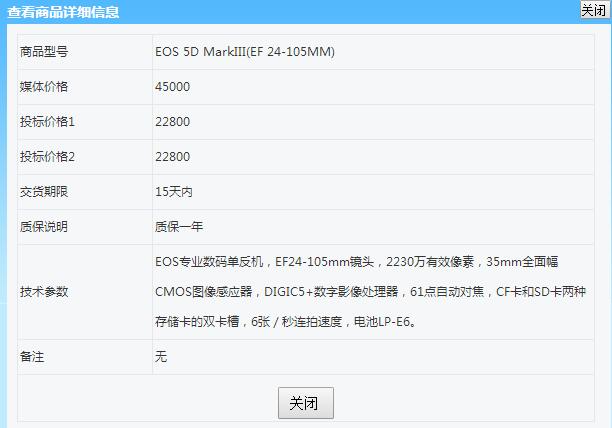 查看商品详细信息
关闭
商品型号 EOS 5D MarkIII(EF 24-105MM)
媒体价格 45000
投标价格1 22800
投标价格2 22800
交货期限 15天内
质保说明 质保一年
技术参数 EOS专业数码单反机，EF24-105mm镜头，2230万有效像素，35mm全面幅
CMOS图像感应器，DIGIC5+数字影像处理器，61点自动对焦，CF卡和SD卡两种
存储卡的双卡槽，6张／秒连拍速度，电池LP-E6。
备注 无
关闭